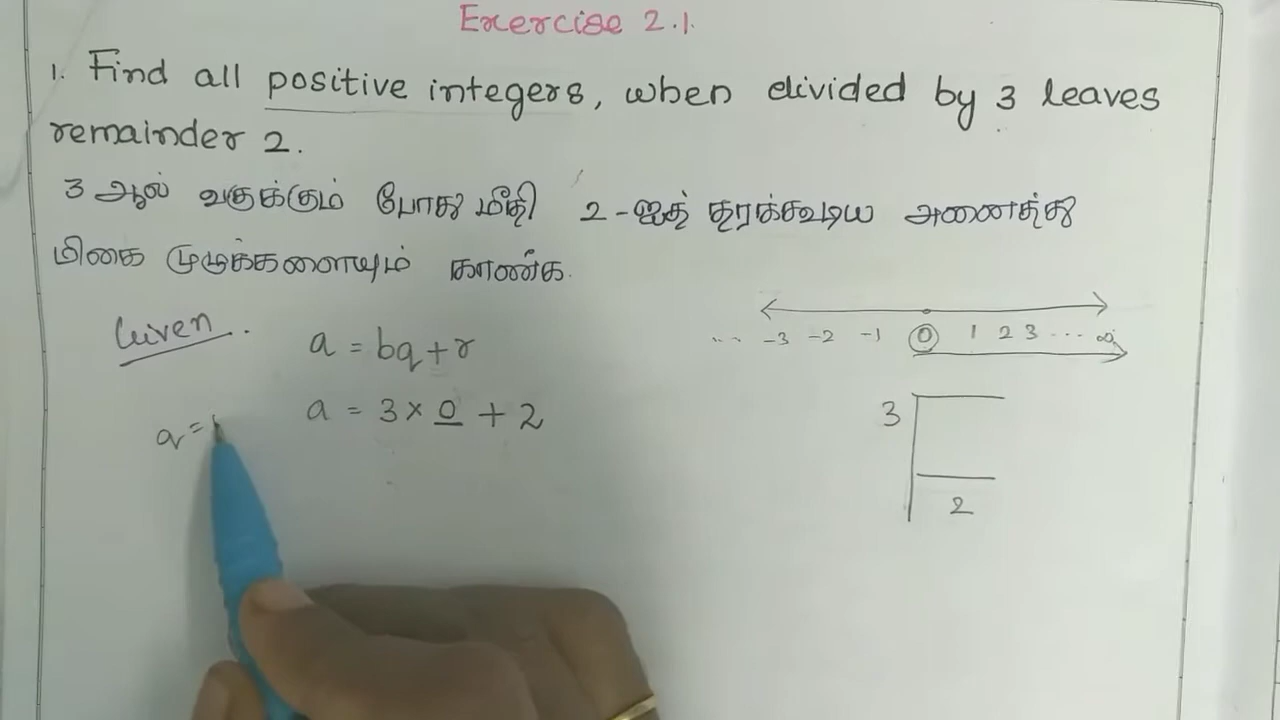 Exercise 2.1.
1. Find all positive integers, when divided by 3 leaves
remainder 2.
3 ஆல் வகுக்கும் போது மீதி 2-ஐத் தரக்கூடிய அனைத்து
மிகை முழுக்களையும் காண்க.
Given.
a = bq + r
... -3 -2 -1 0 1 2 3 ... ∞
a = 3 × 0 + 2
3
q =
2